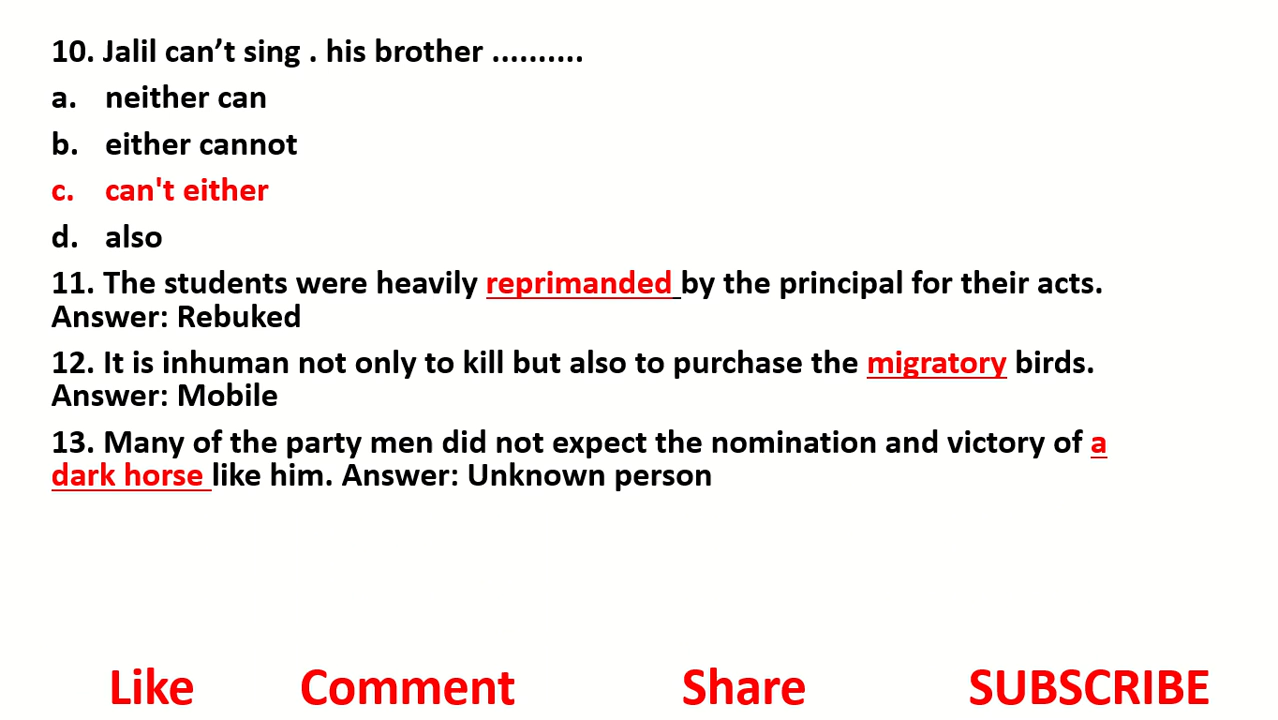 10. Jalil can’t sing . his brother ..........
a. neither can
b. either cannot
c. can't either
d. also
11. The students were heavily reprimanded by the principal for their acts.
Answer: Rebuked
12. It is inhuman not only to kill but also to purchase the migratory birds.
Answer: Mobile
13. Many of the party men did not expect the nomination and victory of a
dark horse like him. Answer: Unknown person
Like Comment Share SUBSCRIBE